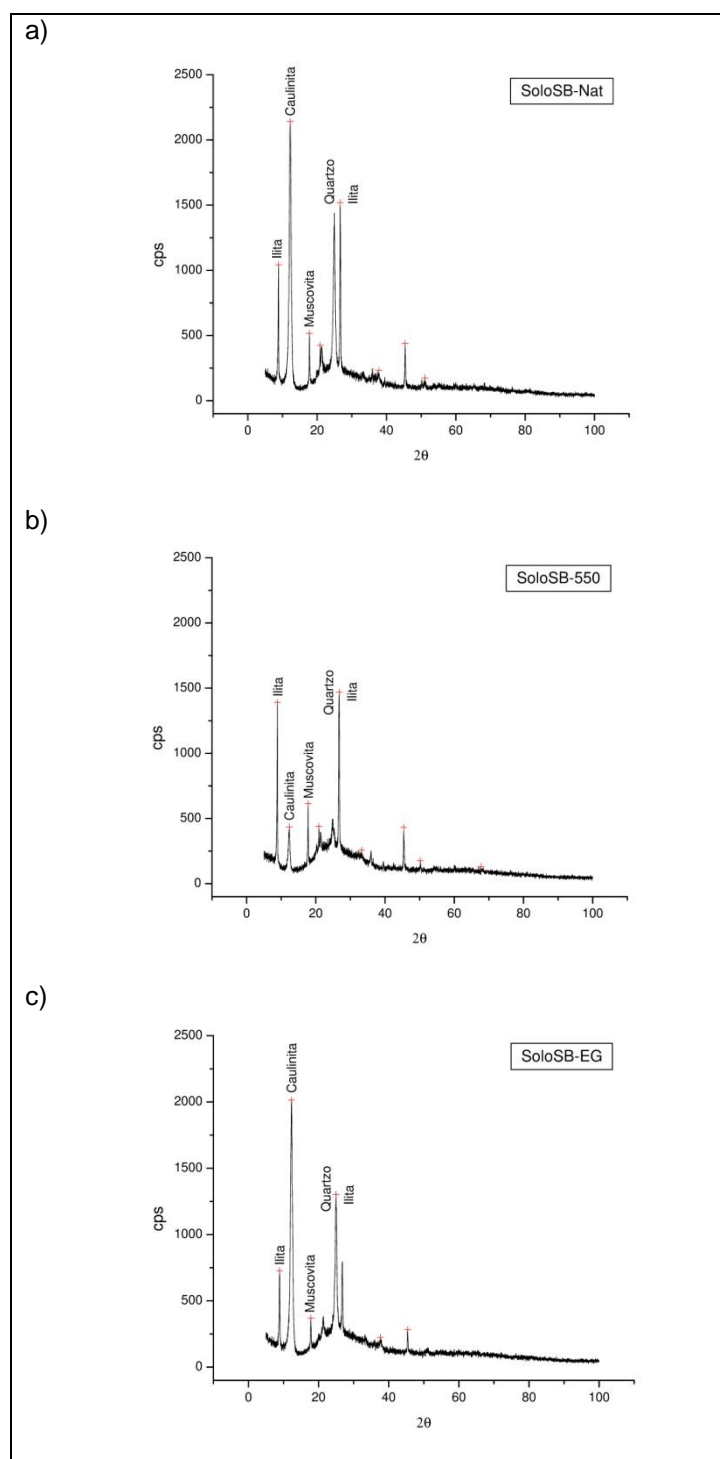 a)
SoloSB-Nat
Caulinita
Quartzo
Ilita
Ilita
Muscovita
cps
2500
2000
1500
1000
500
0
0 20 40 60 80 100
2θ
b)
SoloSB-550
Ilita
Quartzo
Ilita
Caulinita
Muscovita
cps
2500
2000
1500
1000
500
0
0 20 40 60 80 100
2θ
c)
SoloSB-EG
Caulinita
Quartzo
Ilita
Ilita
Muscovita
cps
2500
2000
1500
1000
500
0
0 20 40 60 80 100
2θ